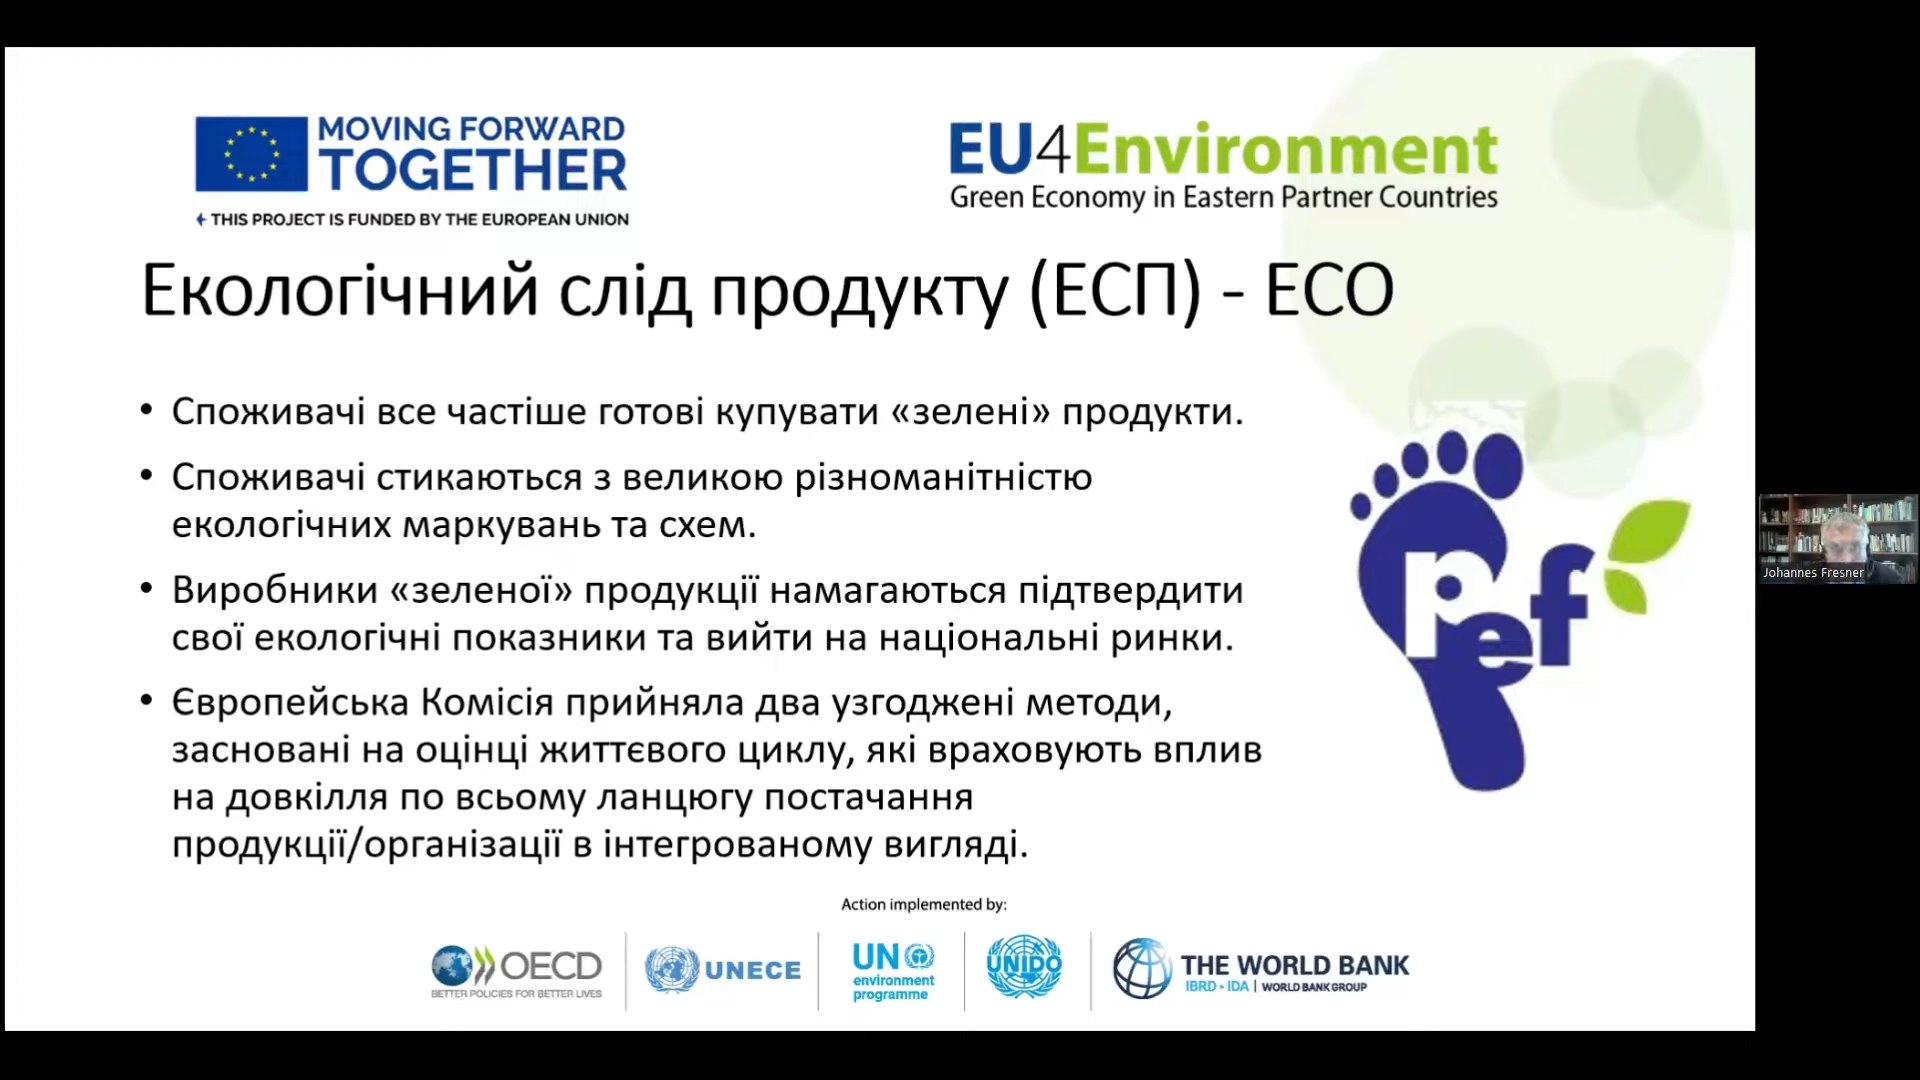 MOVING FORWARD
TOGETHER
THIS PROJECT IS FUNDED BY THE EUROPEAN UNION
EU4Environment
Green Economy in Eastern Partner Countries
Екологічний слід продукту (ЕСП) - ЕСО
• Споживачі все частіше готові купувати «зелені» продукти.
• Споживачі стикаються з великою різноманітністю
екологічних маркувань та схем.
• Виробники «зеленої» продукції намагаються підтвердити
свої екологічні показники та вийти на національні ринки.
• Європейська Комісія прийняла два узгоджені методи,
засновані на оцінці життєвого циклу, які враховують вплив
на довкілля по всьому ланцюгу постачання
продукції/організації в інтегрованому вигляді.
pef
Johannes Fresner
Action implemented by:
OECD
BETTER POLICIES FOR BETTER LIVES
UNECE
UN
environment
programme
UNIDO
THE WORLD BANK
IBRD • IDA | WORLD BANK GROUP